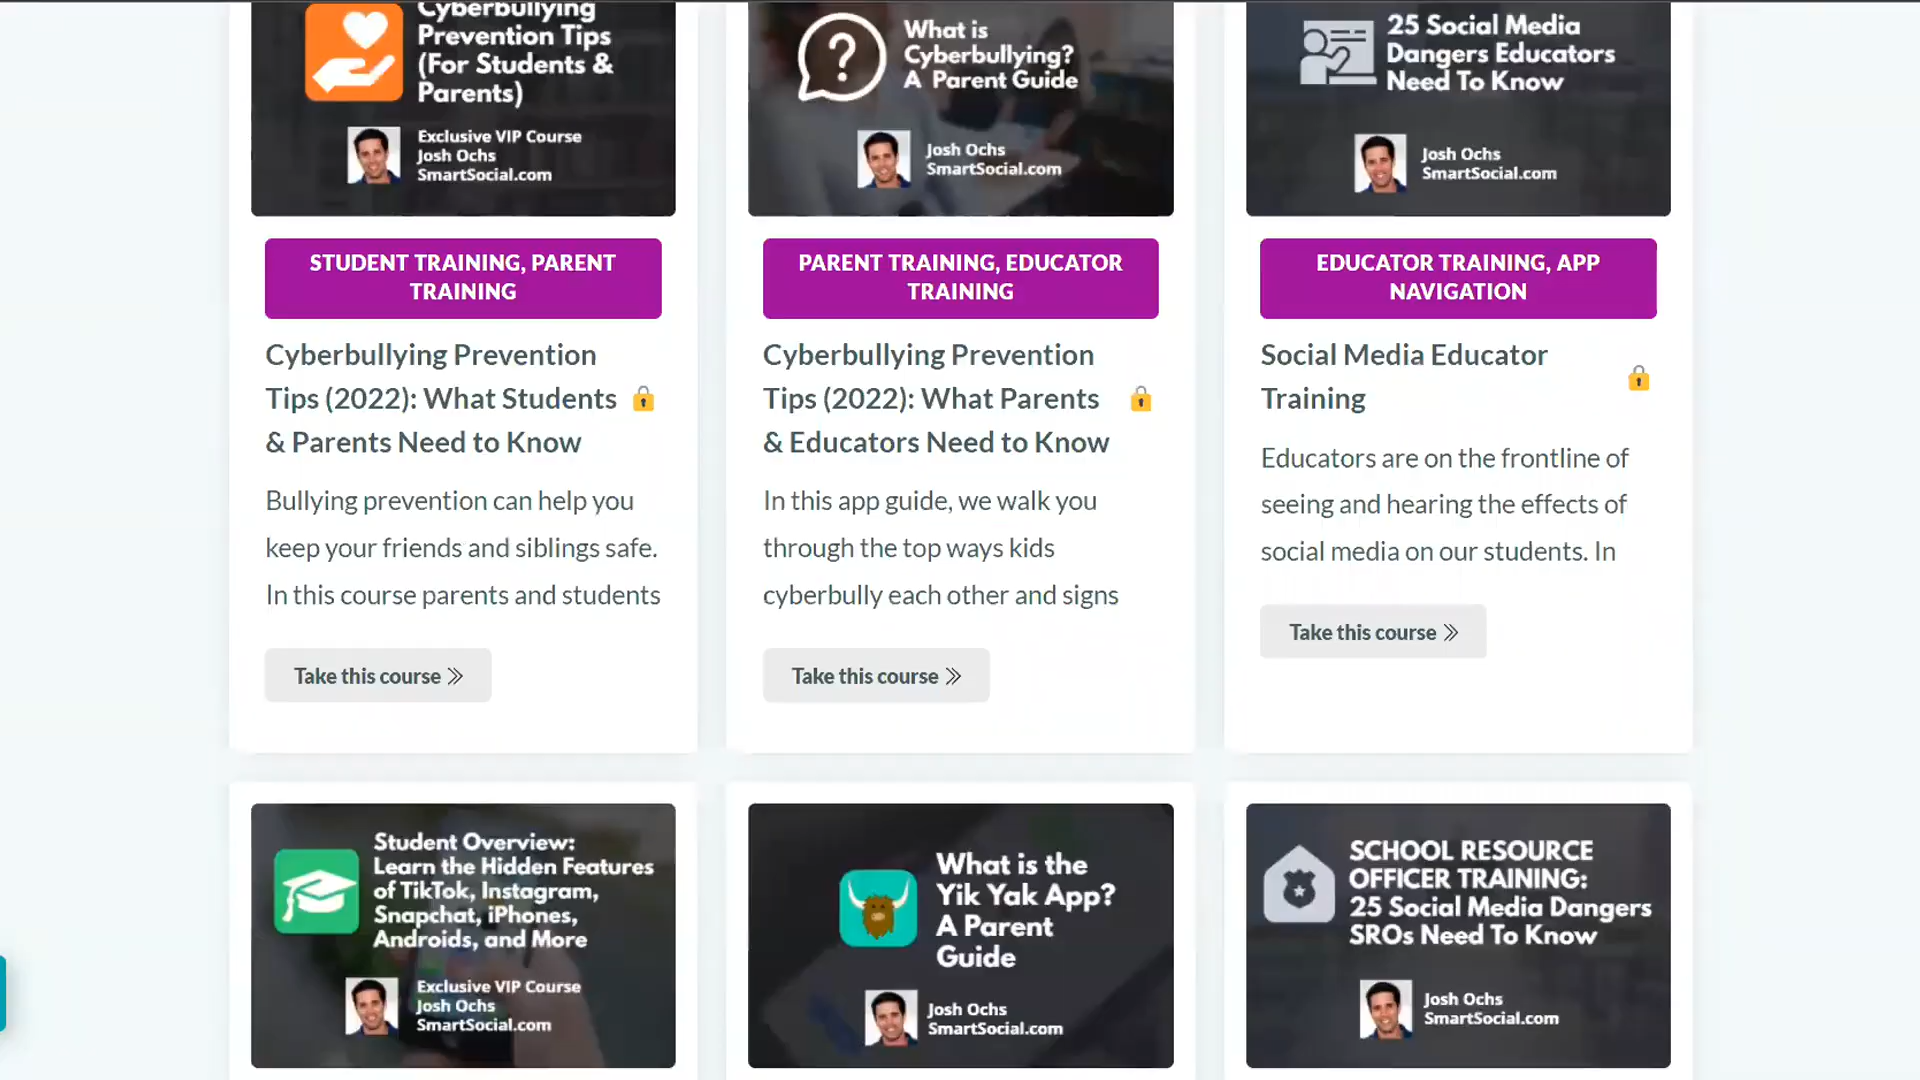 Cyberbullying
Prevention Tips
(For Students &
Parents)
Exclusive VIP Course
Josh Ochs
SmartSocial.com
What is
Cyberbullying?
A Parent Guide
Josh Ochs
SmartSocial.com
25 Social Media
Dangers Educators
Need To Know
Josh Ochs
SmartSocial.com
STUDENT TRAINING, PARENT
TRAINING
Cyberbullying Prevention
Tips (2022): What Students
& Parents Need to Know
Bullying prevention can help you
keep your friends and siblings safe.
In this course parents and students
Take this course
PARENT TRAINING, EDUCATOR
TRAINING
Cyberbullying Prevention
Tips (2022): What Parents
& Educators Need to Know
In this app guide, we walk you
through the top ways kids
cyberbully each other and signs
Take this course
EDUCATOR TRAINING, APP
NAVIGATION
Social Media Educator
Training
Educators are on the frontline of
seeing and hearing the effects of
social media on our students. In
Take this course
Student Overview:
Learn the Hidden Features
of TikTok, Instagram,
Snapchat, iPhones,
Androids, and More
Exclusive VIP Course
Josh Ochs
SmartSocial.com
What is the
Yik Yak App?
A Parent
Guide
Josh Ochs
SmartSocial.com
SCHOOL RESOURCE
OFFICER TRAINING:
25 Social Media Dangers
SROs Need To Know
Josh Ochs
SmartSocial.com